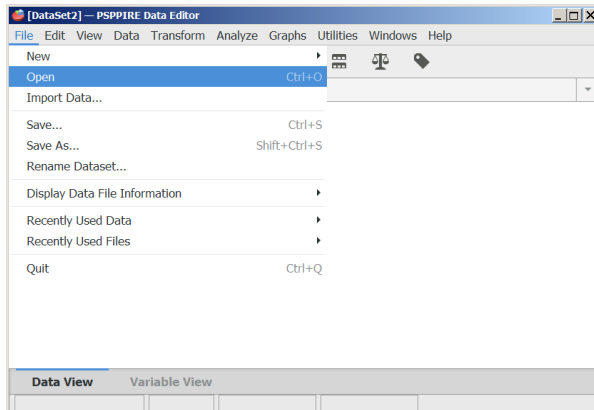 [DataSet2] — PSPPIRE Data Editor
File Edit View Data Transform Analyze Graphs Utilities Windows Help
New
Open Ctrl+O
Import Data...
Save... Ctrl+S
Save As... Shift+Ctrl+S
Rename Dataset...
Display Data File Information
Recently Used Data
Recently Used Files
Quit Ctrl+Q
Data View Variable View